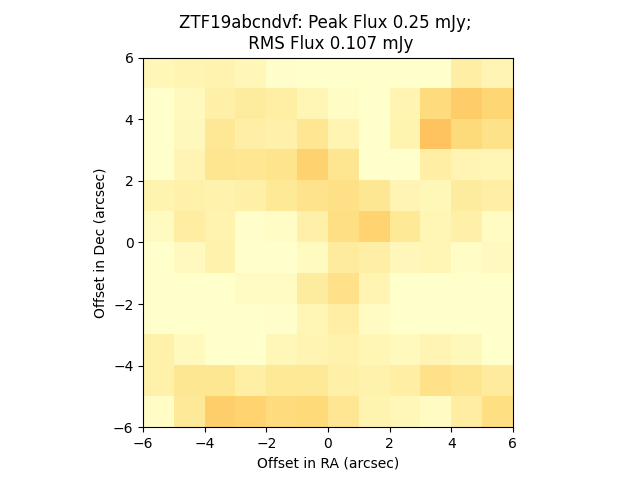 ZTF19abcndvf: Peak Flux 0.25 mJy;
RMS Flux 0.107 mJy
6
4
2
0
−2
−4
−6
Offset in Dec (arcsec)
−6 −4 −2 0 2 4 6
Offset in RA (arcsec)